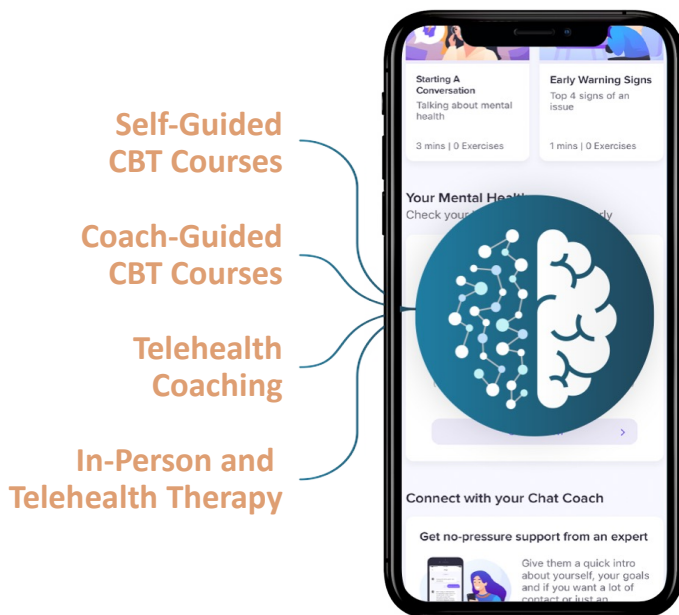 Self-Guided
CBT Courses
Coach-Guided
CBT Courses
Telehealth
Coaching
In-Person and
Telehealth Therapy
Starting A
Conversation
Talking about mental
health
3 mins | 0 Exercises
Early Warning Signs
Top 4 signs of an
issue
1 mins | 0 Exercises
Your Mental
Check your
Connect with your Chat Coach
Get no-pressure support from an expert
Give them a quick intro
about yourself, your goals
and if you want a lot of
contact or just an